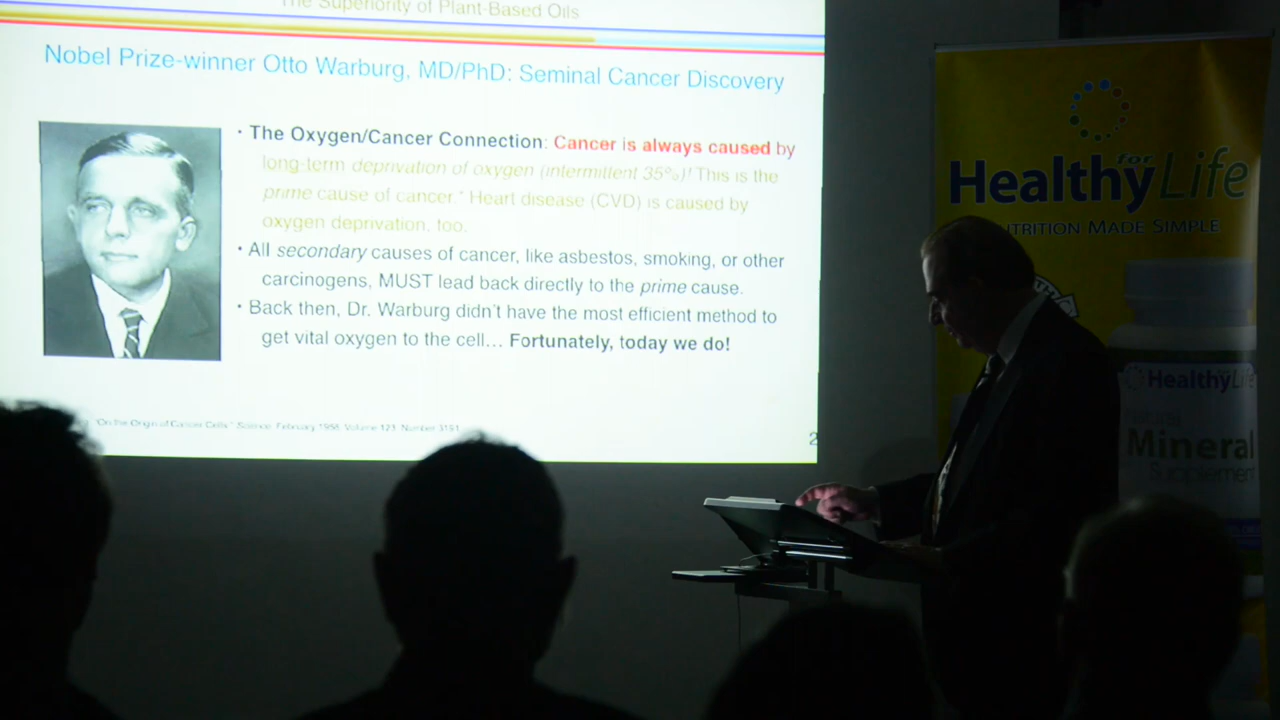 The Superiority of Plant-Based Oils
Nobel Prize-winner Otto Warburg, MD/PhD: Seminal Cancer Discovery
• The Oxygen/Cancer Connection: Cancer is always caused by
long-term deprivation of oxygen (intermittent 35%)! This is the
prime cause of cancer.* Heart disease (CVD) is caused by
oxygen deprivation, too.
• All secondary causes of cancer, like asbestos, smoking, or other
carcinogens, MUST lead back directly to the prime cause.
• Back then, Dr. Warburg didn't have the most efficient method to
get vital oxygen to the cell... Fortunately, today we do!
"On the Origin of Cancer Cells" Science, February 1956, Volume 123, Number 3191
2
Healthy for Life
NUTRITION MADE SIMPLE
HealthyLife
Natural
Mineral
Supplement